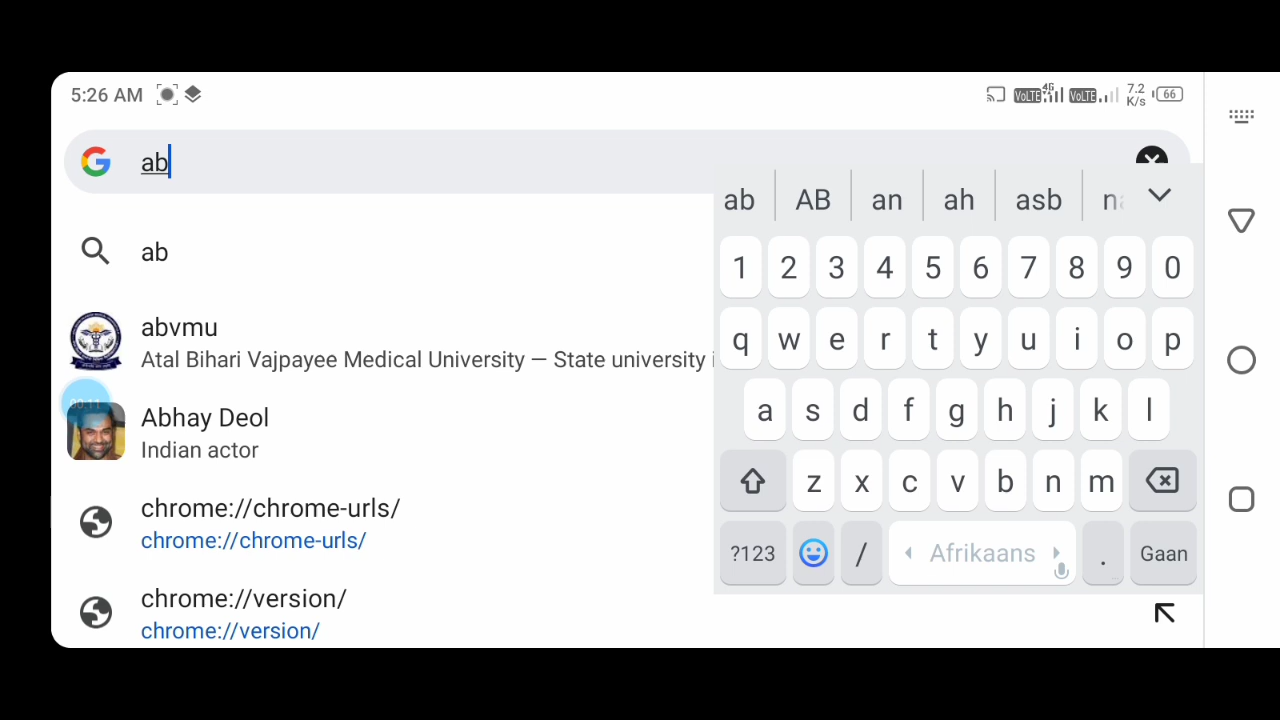 5:26 AM VoLTE 4G VoLTE 7.2 K/s 66
ab
ab AB an ah asb
ab
abvmu
Atal Bihari Vajpayee Medical University — State university
00:11
Abhay Deol
Indian actor
chrome://chrome-urls/
chrome://chrome-urls/
chrome://version/
chrome://version/
1 2 3 4 5 6 7 8 9 0
q w e r t y u i o p
a s d f g h j k l
z x c v b n m
?123 / Afrikaans . Gaan